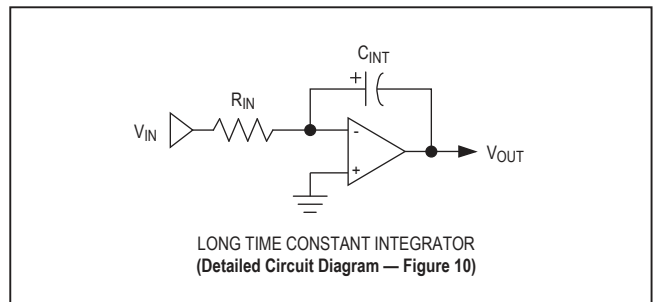 C_INT
+
R_IN
V_IN
-
V_OUT
+
LONG TIME CONSTANT INTEGRATOR
(Detailed Circuit Diagram — Figure 10)